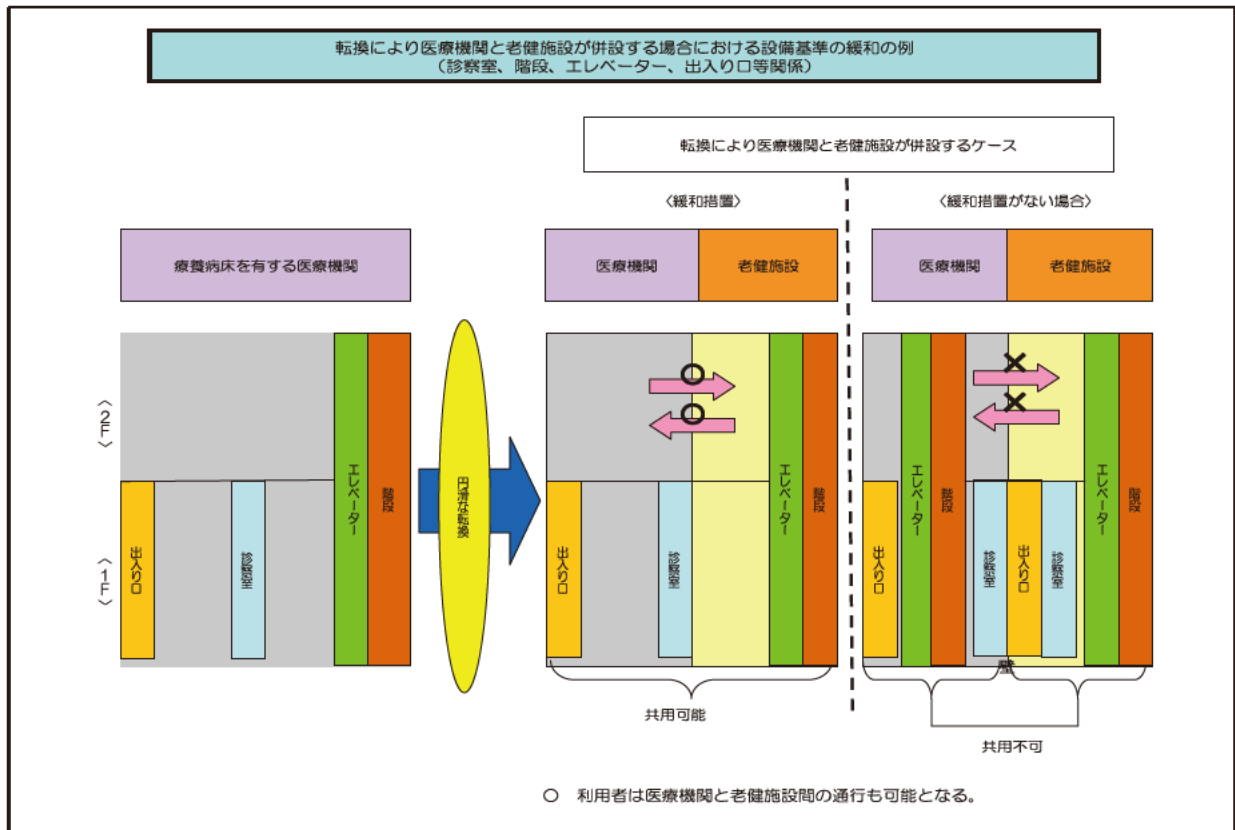 転換により医療機関と老健施設が併設する場合における設備基準の緩和の例
（診察室、階段、エレベーター、出入り口等関係）
転換により医療機関と老健施設が併設するケース
〈緩和措置〉
〈緩和措置がない場合〉
療養病床を有する医療機関
医療機関
老健施設
医療機関
老健施設
〈2F〉
〈1F〉
出入り口
診察室
エレベーター
階段
円滑な転換
出入り口
診察室
エレベーター
階段
出入り口
エレベーター
階段
診察室
出入り口
診察室
エレベーター
階段
壁
共用可能
共用不可
○ 利用者は医療機関と老健施設間の通行も可能となる。